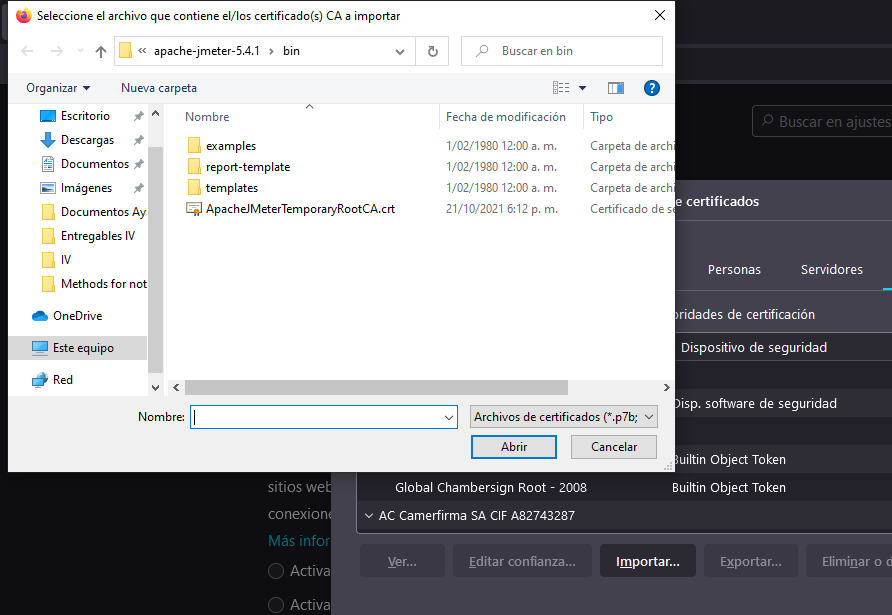 Seleccione el archivo que contiene el/los certificado(s) CA a importar
« apache-jmeter-5.4.1 › bin
Buscar en bin
Organizar
Nueva carpeta
Escritorio
Descargas
Documentos
Imágenes
Documentos Ay
Entregables IV
IV
Methods for not
OneDrive
Este equipo
Red
Nombre Fecha de modificación Tipo
examples 1/02/1980 12:00 a. m. Carpeta de archi
report-template 1/02/1980 12:00 a. m. Carpeta de archi
templates 1/02/1980 12:00 a. m. Carpeta de archi
ApacheJMeterTemporaryRootCA.crt 21/10/2021 6:12 p. m. Certificado de se
Nombre:
Archivos de certificados (*.p7b;
Abrir
Cancelar
Buscar en ajustes
e certificados
Personas Servidores
oridades de certificación
Dispositivo de seguridad
Disp. software de seguridad
Builtin Object Token
Global Chambersign Root - 2008 Builtin Object Token
AC Camerfirma SA CIF A82743287
Ver... Editar confianza... Importar... Exportar... Eliminar o d
sitios web
conexione
Más infor
Activa
Activa